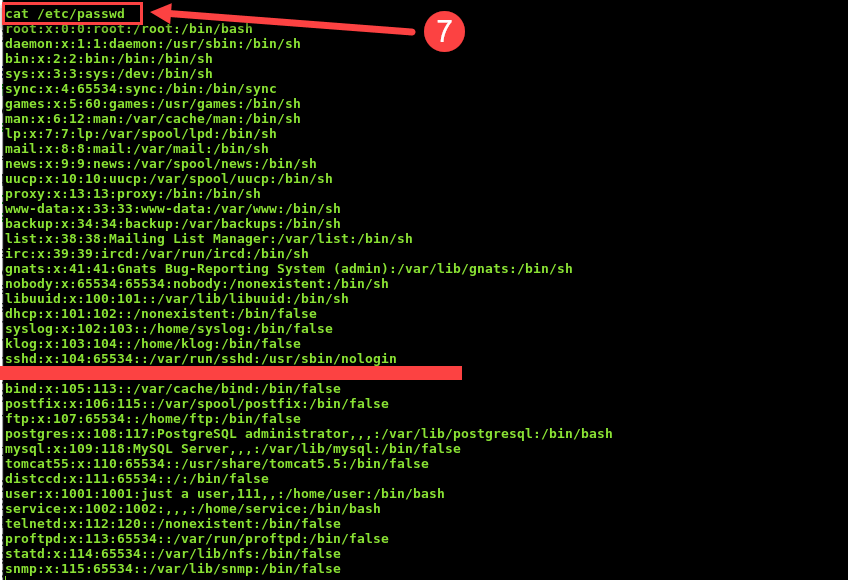 cat /etc/passwd
7
root:x:0:0:root:/root:/bin/bash
daemon:x:1:1:daemon:/usr/sbin:/bin/sh
bin:x:2:2:bin:/bin:/bin/sh
sys:x:3:3:sys:/dev:/bin/sh
sync:x:4:65534:sync:/bin:/bin/sync
games:x:5:60:games:/usr/games:/bin/sh
man:x:6:12:man:/var/cache/man:/bin/sh
lp:x:7:7:lp:/var/spool/lpd:/bin/sh
mail:x:8:8:mail:/var/mail:/bin/sh
news:x:9:9:news:/var/spool/news:/bin/sh
uucp:x:10:10:uucp:/var/spool/uucp:/bin/sh
proxy:x:13:13:proxy:/bin:/bin/sh
www-data:x:33:33:www-data:/var/www:/bin/sh
backup:x:34:34:backup:/var/backups:/bin/sh
list:x:38:38:Mailing List Manager:/var/list:/bin/sh
irc:x:39:39:ircd:/var/run/ircd:/bin/sh
gnats:x:41:41:Gnats Bug-Reporting System (admin):/var/lib/gnats:/bin/sh
nobody:x:65534:65534:nobody:/nonexistent:/bin/sh
libuuid:x:100:101::/var/lib/libuuid:/bin/sh
dhcp:x:101:102::/nonexistent:/bin/false
syslog:x:102:103::/home/syslog:/bin/false
klog:x:103:104::/home/klog:/bin/false
sshd:x:104:65534::/var/run/sshd:/usr/sbin/nologin
bind:x:105:113::/var/cache/bind:/bin/false
postfix:x:106:115::/var/spool/postfix:/bin/false
ftp:x:107:65534::/home/ftp:/bin/false
postgres:x:108:117:PostgreSQL administrator,,,:/var/lib/postgresql:/bin/bash
mysql:x:109:118:MySQL Server,,,:/var/lib/mysql:/bin/false
tomcat55:x:110:65534::/usr/share/tomcat5.5:/bin/false
distccd:x:111:65534::/:/bin/false
user:x:1001:1001:just a user,111,,:/home/user:/bin/bash
service:x:1002:1002:,,,:/home/service:/bin/bash
telnetd:x:112:120::/nonexistent:/bin/false
proftpd:x:113:65534::/var/run/proftpd:/bin/false
statd:x:114:65534::/var/lib/nfs:/bin/false
snmp:x:115:65534::/var/lib/snmp:/bin/false